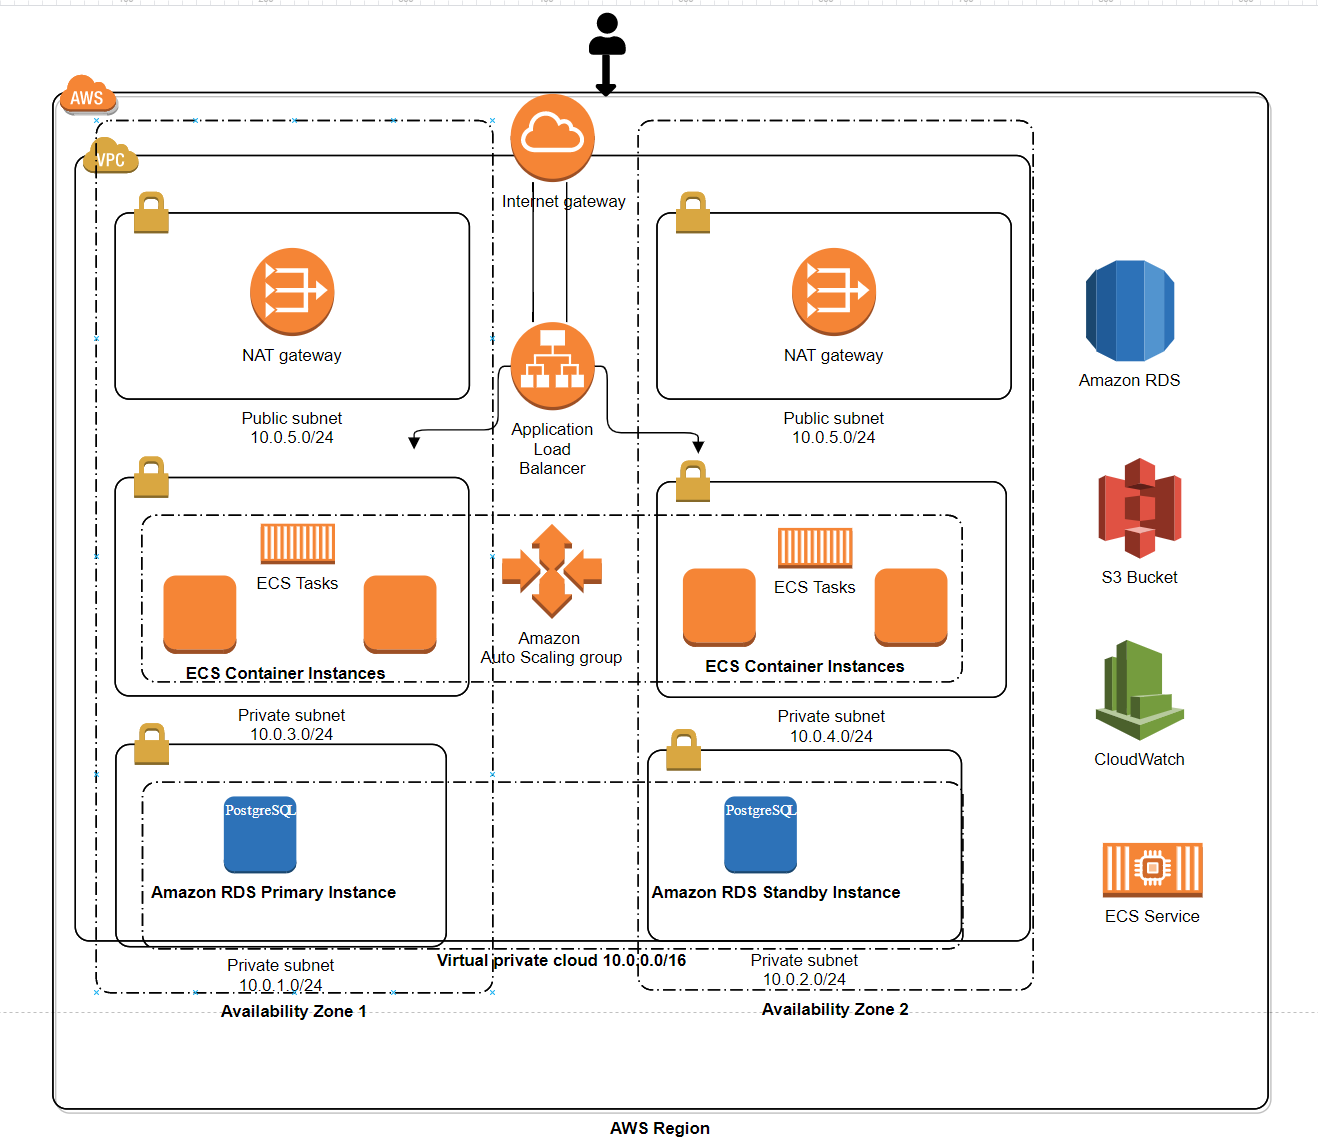 AWS
VPC
Internet gateway
NAT gateway
NAT gateway
Amazon RDS
Public subnet
10.0.5.0/24
Application
Load
Balancer
Public subnet
10.0.5.0/24
ECS Tasks
ECS Tasks
S3 Bucket
Amazon
Auto Scaling group
ECS Container Instances
ECS Container Instances
Private subnet
10.0.3.0/24
Private subnet
10.0.4.0/24
CloudWatch
PostgreSQL
PostgreSQL
Amazon RDS Primary Instance
Amazon RDS Standby Instance
ECS Service
Virtual private cloud 10.0.0.0/16
Private subnet
10.0.1.0/24
Private subnet
10.0.2.0/24
Availability Zone 1
Availability Zone 2
AWS Region